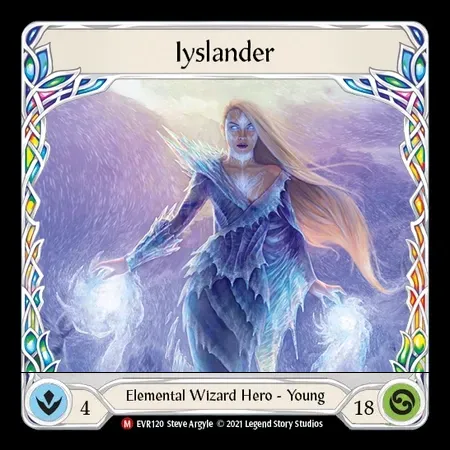 Iyslander
4
Elemental Wizard Hero - Young
18
M EVR120 Steve Argyle © 2021 Legend Story Studios